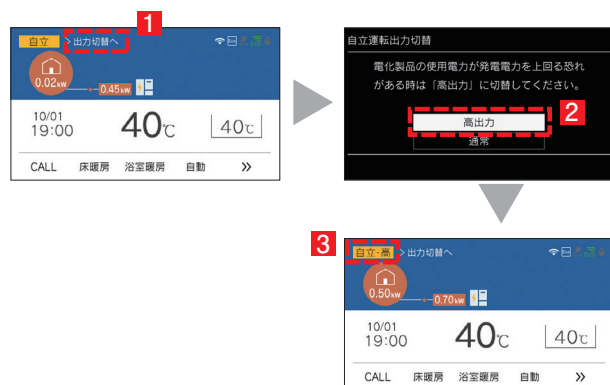 1
自立 > 出力切替へ
0.02kw
0.45kw
10/01
19:00
40℃
40℃
CALL 床暖房 浴室暖房 自動 »
自立運転出力切替
電化製品の使用電力が発電電力を上回る恐れ
がある時は「高出力」に切替してください。
高出力
2
通常
3
自立-高 > 出力切替へ
0.50kw
0.70kw
10/01
19:00
40℃
40℃
CALL 床暖房 浴室暖房 自動 »